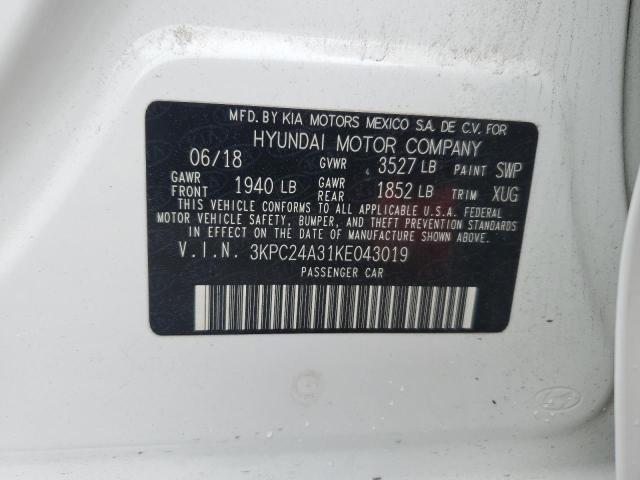 MFD. BY KIA MOTORS MEXICO S.A. DE C.V. FOR
HYUNDAI MOTOR COMPANY
06/18 GVWR 3527 LB PAINT SWP
GAWR FRONT 1940 LB GAWR REAR 1852 LB TRIM XUG
THIS VEHICLE CONFORMS TO ALL APPLICABLE U.S.A. FEDERAL
MOTOR VEHICLE SAFETY, BUMPER, AND THEFT PREVENTION
STANDARDS IN EFFECT ON THE DATE OF MANUFACTURE SHOWN ABOVE.
V.I.N. 3KPC24A31KE043019
PASSENGER CAR